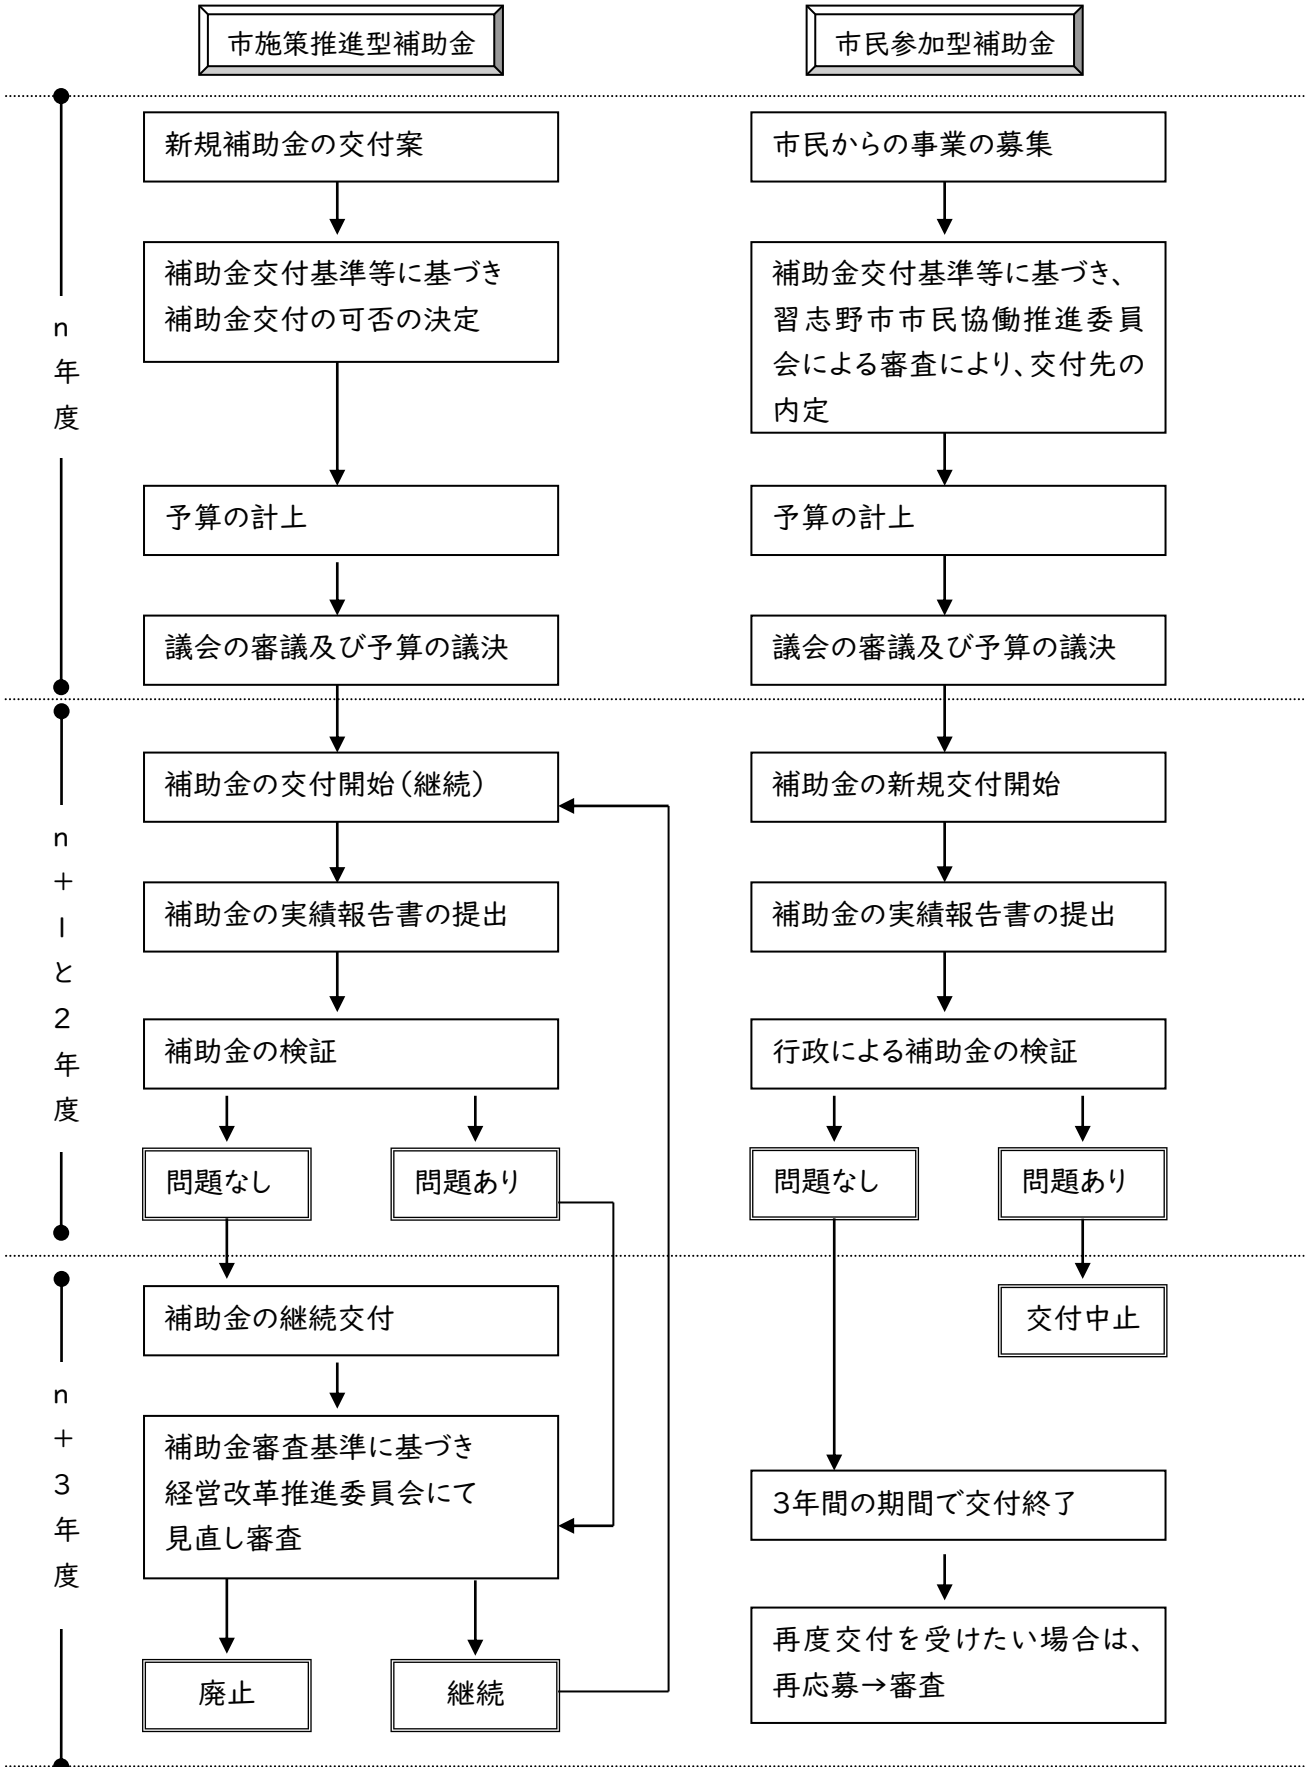 市施策推進型補助金
市民参加型補助金
n年度
新規補助金の交付案
補助金交付基準等に基づき
補助金交付の可否の決定
予算の計上
議会の審議及び予算の議決
市民からの事業の募集
補助金交付基準等に基づき、
習志野市市民協働推進委員
会による審査により、交付先の
内定
予算の計上
議会の審議及び予算の議決
n+1と2年度
補助金の交付開始(継続)
補助金の実績報告書の提出
補助金の検証
問題なし
問題あり
補助金の新規交付開始
補助金の実績報告書の提出
行政による補助金の検証
問題なし
問題あり
n+3年度
補助金の継続交付
補助金審査基準に基づき
経営改革推進委員会にて
見直し審査
廃止
継続
交付中止
3年間の期間で交付終了
再度交付を受けたい場合は、
再応募→審査